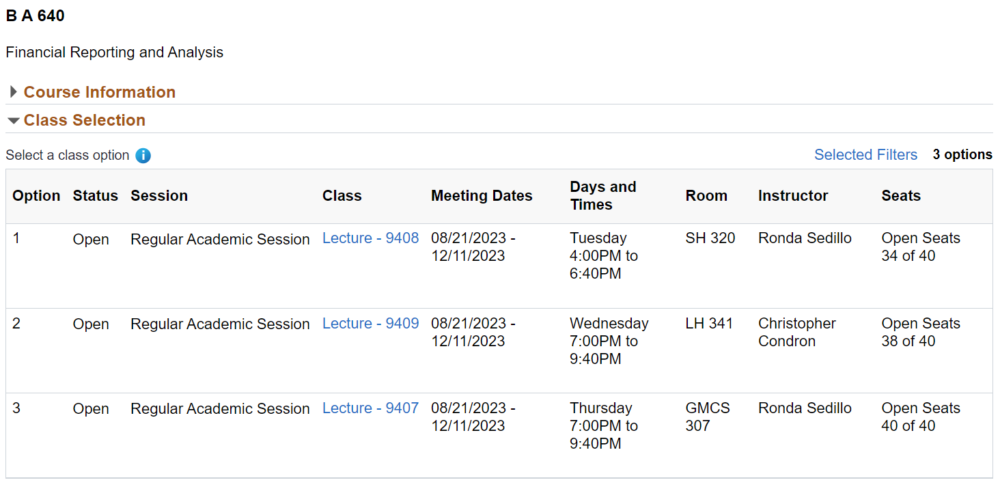 B A 640
Financial Reporting and Analysis
Course Information
Class Selection
Select a class option
Selected Filters 3 options
Option Status Session Class Meeting Dates Days and Times Room Instructor Seats
1 Open Regular Academic Session Lecture - 9408 08/21/2023 - 12/11/2023 Tuesday 4:00PM to 6:40PM SH 320 Ronda Sedillo Open Seats 34 of 40
2 Open Regular Academic Session Lecture - 9409 08/21/2023 - 12/11/2023 Wednesday 7:00PM to 9:40PM LH 341 Christopher Condron Open Seats 38 of 40
3 Open Regular Academic Session Lecture - 9407 08/21/2023 - 12/11/2023 Thursday 7:00PM to 9:40PM GMCS 307 Ronda Sedillo Open Seats 40 of 40